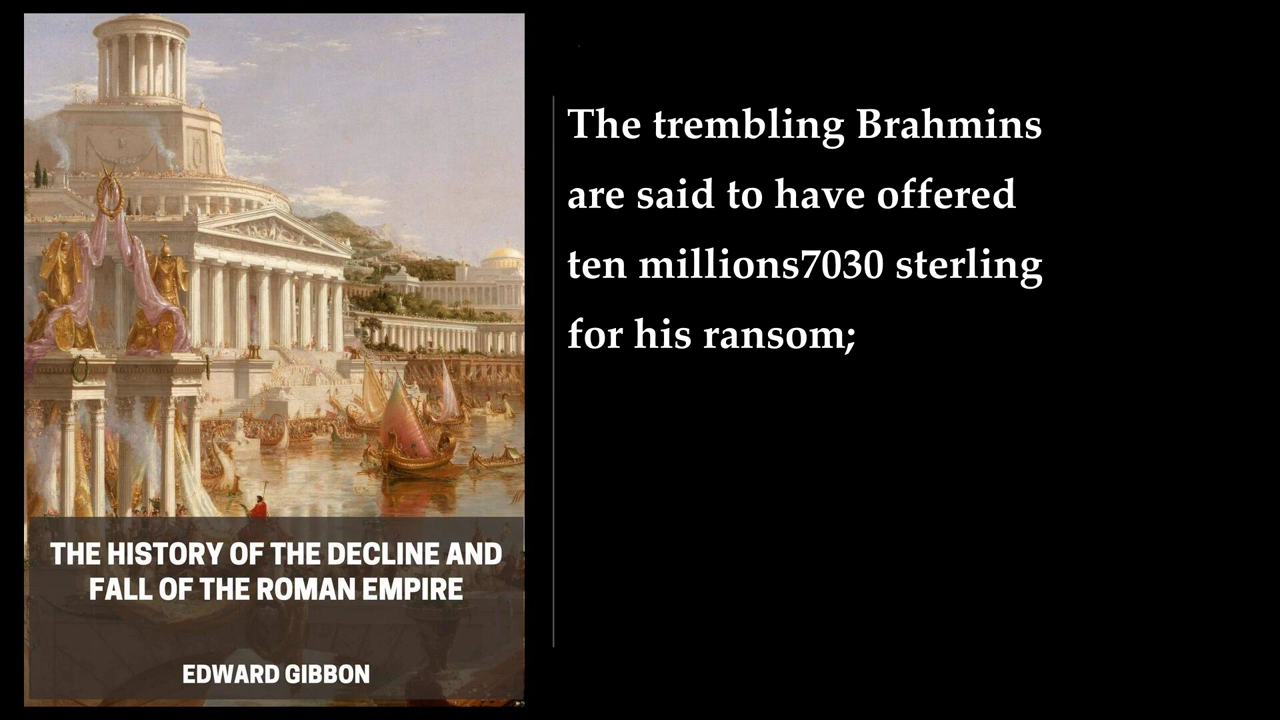 The trembling Brahmins
are said to have offered
ten millions7030 sterling
for his ransom;
THE HISTORY OF THE DECLINE AND
FALL OF THE ROMAN EMPIRE
EDWARD GIBBON